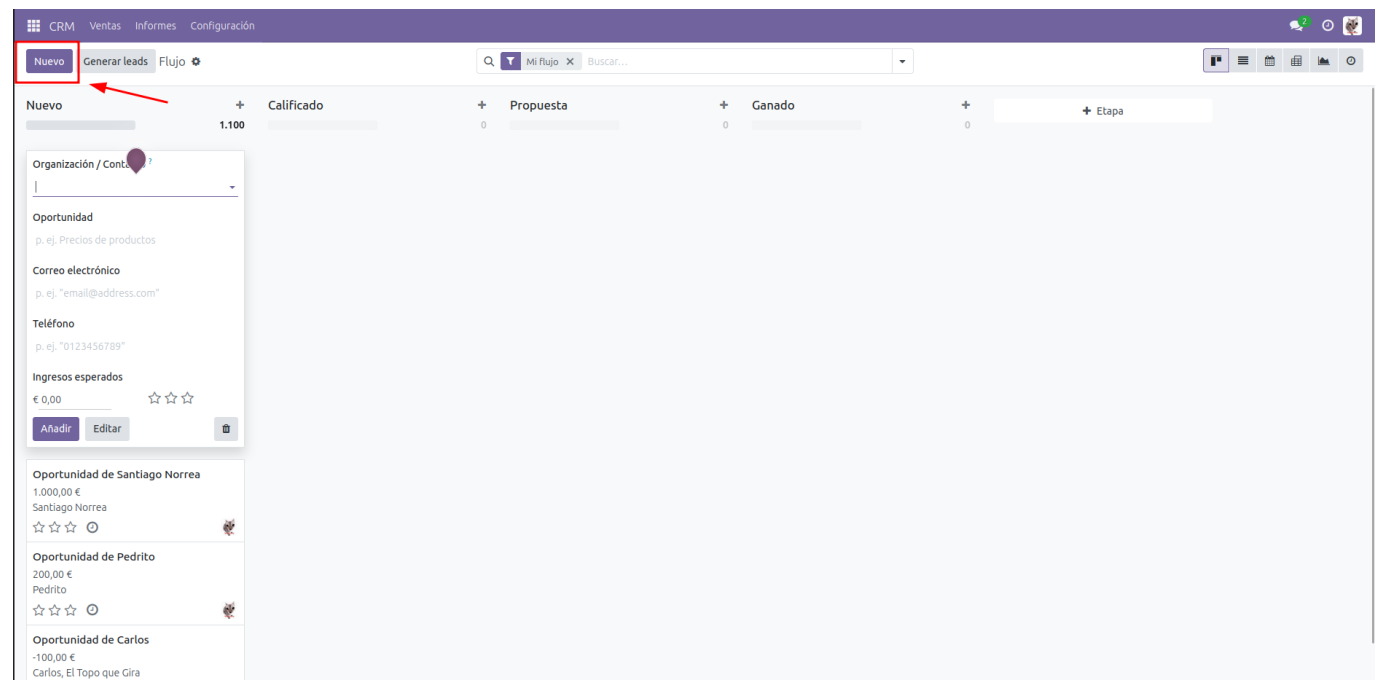 CRM Ventas Informes Configuración 2
Nuevo Generar leads Flujo Mi flujo Buscar...
Nuevo Calificado Propuesta Ganado Etapa
1.100 0 0 0
Organización / ?
Oportunidad
p. ej. Precios de productos
Correo electrónico
p. ej. "email@address.com"
Teléfono
p. ej. "0123456789"
Ingresos esperados
€ 0,00
Añadir Editar
Oportunidad de Santiago Norrea
1.000,00 €
Santiago Norrea
Oportunidad de Pedrito
200,00 €
Pedrito
Oportunidad de Carlos
-100,00 €
Carlos, El Topo que Gira